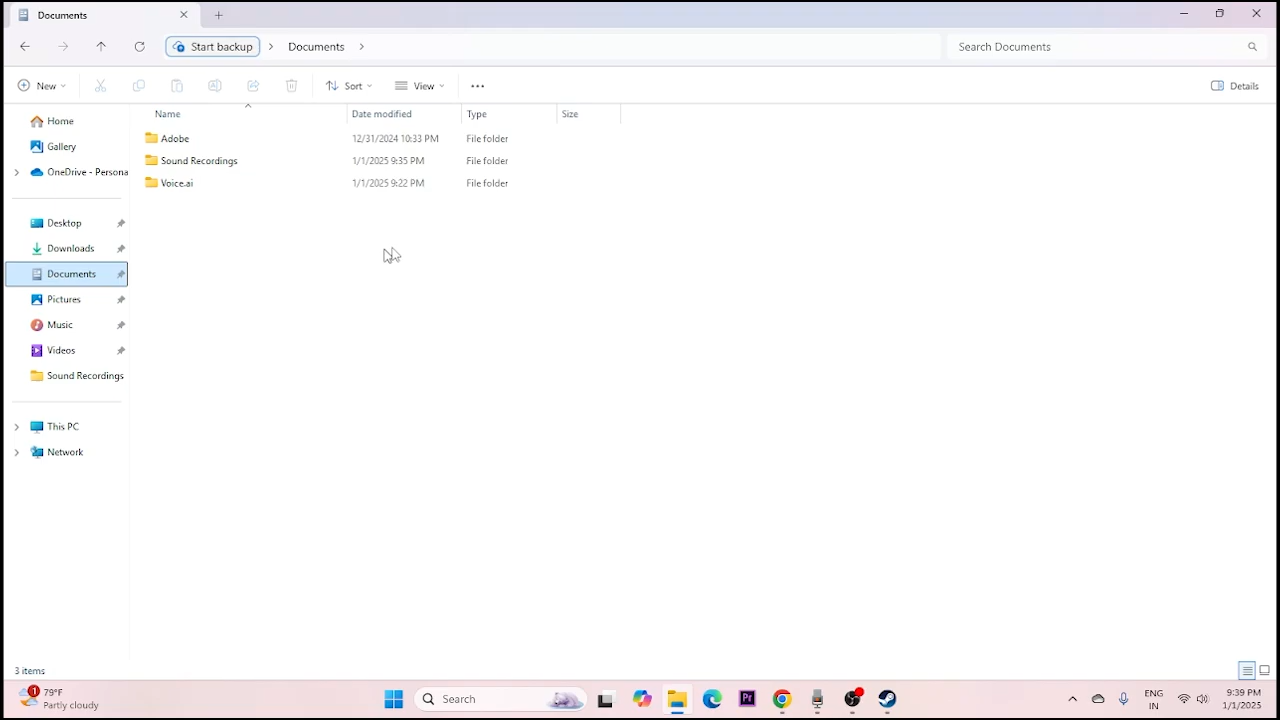 Documents
Start backup > Documents >
Search Documents
New
Sort
View
Details
Name
Date modified
Type
Size
Adobe 12/31/2024 10:33 PM File folder
Sound Recordings 1/1/2025 9:35 PM File folder
Voice.ai 1/1/2025 9:22 PM File folder
Home
Gallery
OneDrive - Persona
Desktop
Downloads
Documents
Pictures
Music
Videos
Sound Recordings
This PC
Network
3 items
1
79°F
Partly cloudy
Search
Pr
ENG
IN
9:39 PM
1/1/2025